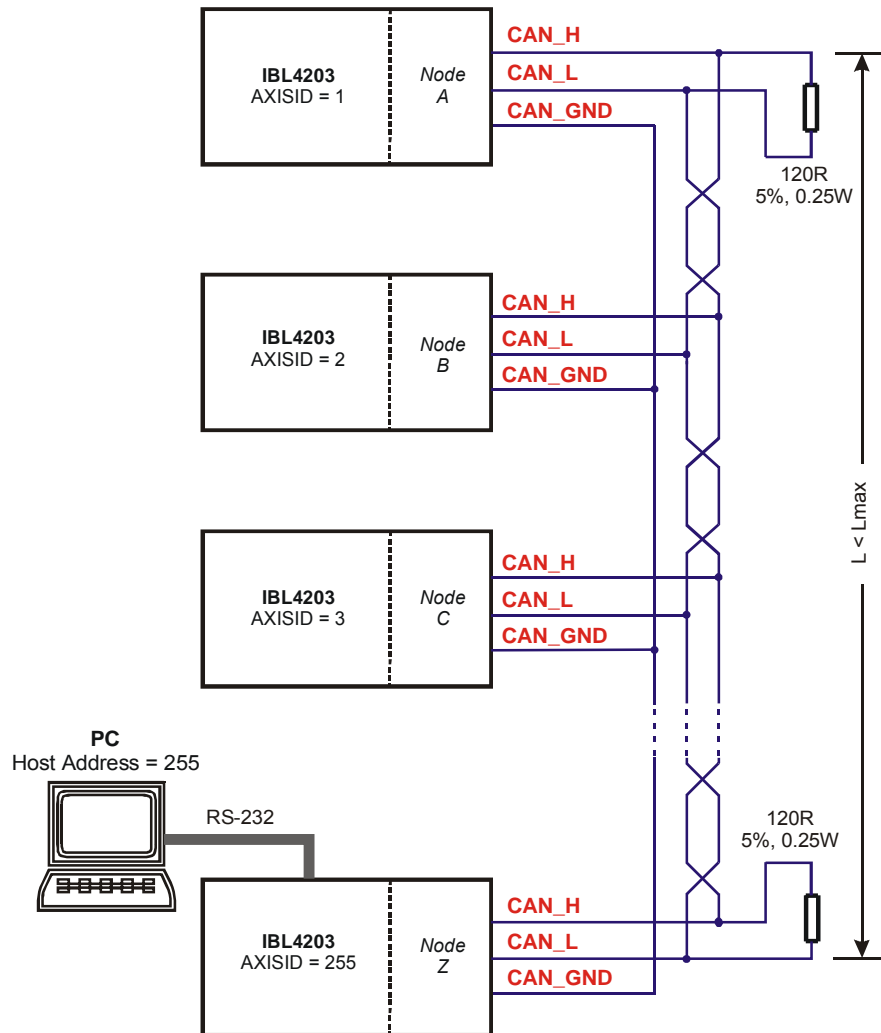 CAN_H
IBL4203
AXISID = 1
Node
A
CAN_L
CAN_GND
120R
5%, 0.25W
CAN_H
IBL4203
AXISID = 2
Node
B
CAN_L
CAN_GND
L < Lmax
CAN_H
IBL4203
AXISID = 3
Node
C
CAN_L
CAN_GND
PC
Host Address = 255
RS-232
120R
5%, 0.25W
CAN_H
IBL4203
AXISID = 255
Node
Z
CAN_L
CAN_GND